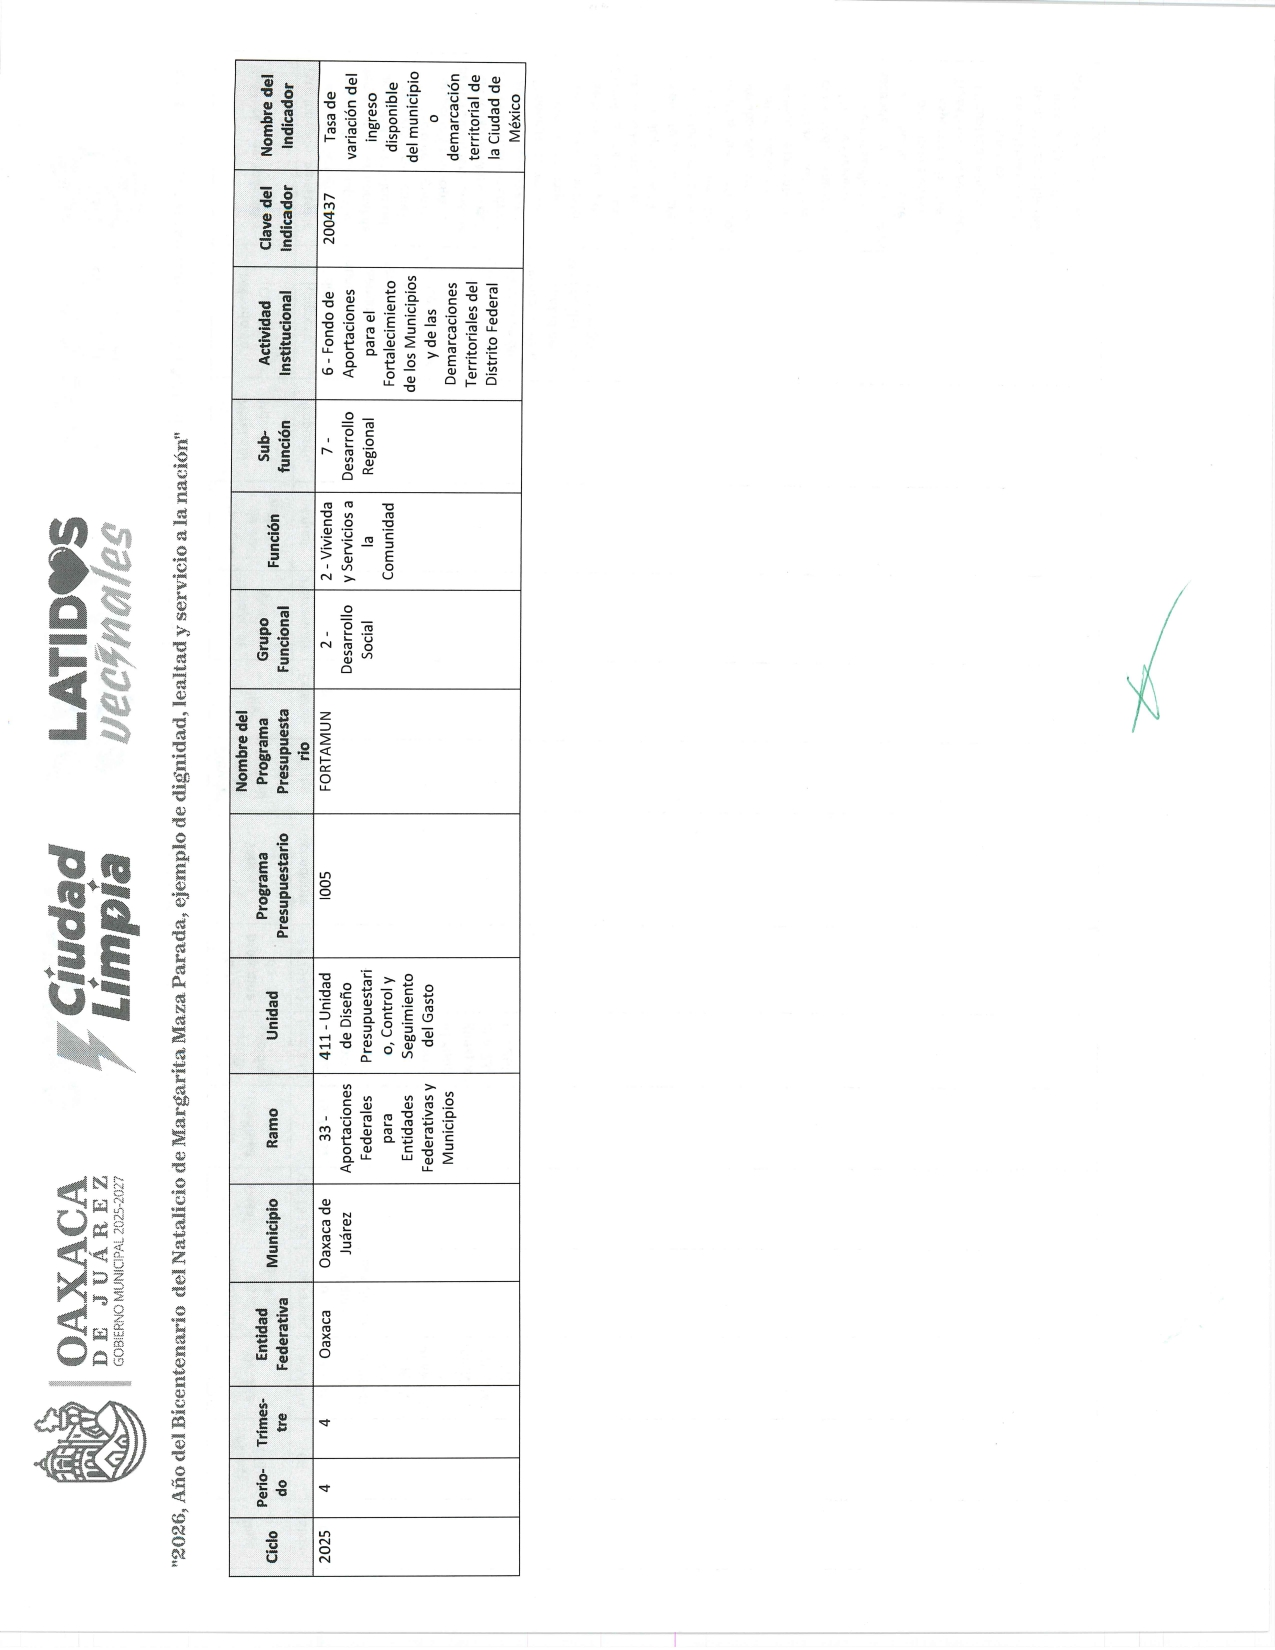 OAXACA
DE JUÁREZ
GOBIERNO MUNICIPAL 2025-2027
Ciudad
Limpia
LATIDOS
vecinales
"2026, Año del Bicentenario del Natalicio de Margarita Maza Parada, ejemplo de dignidad, lealtad y servicio a la nación"
Ciclo
Perio-
do
Trimes-
tre
Entidad
Federativa
Municipio
Ramo
Unidad
Programa
Presupuestario
Nombre del
Programa
Presupuesta
rio
Grupo
Funcional
Función
Sub-
función
Actividad
Institucional
Clave del
Indicador
Nombre del
Indicador
2025
4
4
Oaxaca
Oaxaca de
Juárez
33 -
Aportaciones
Federales
para
Entidades
Federativas y
Municipios
411 - Unidad
de Diseño
Presupuestari
o, Control y
Seguimiento
del Gasto
I005
FORTAMUN
2 -
Desarrollo
Social
2 - Vivienda
y Servicios a
la
Comunidad
7 -
Desarrollo
Regional
6 - Fondo de
Aportaciones
para el
Fortalecimiento
de los Municipios
y de las
Demarcaciones
Territoriales del
Distrito Federal
200437
Tasa de
variación del
ingreso
disponible
del municipio
o
demarcación
territorial de
la Ciudad de
México